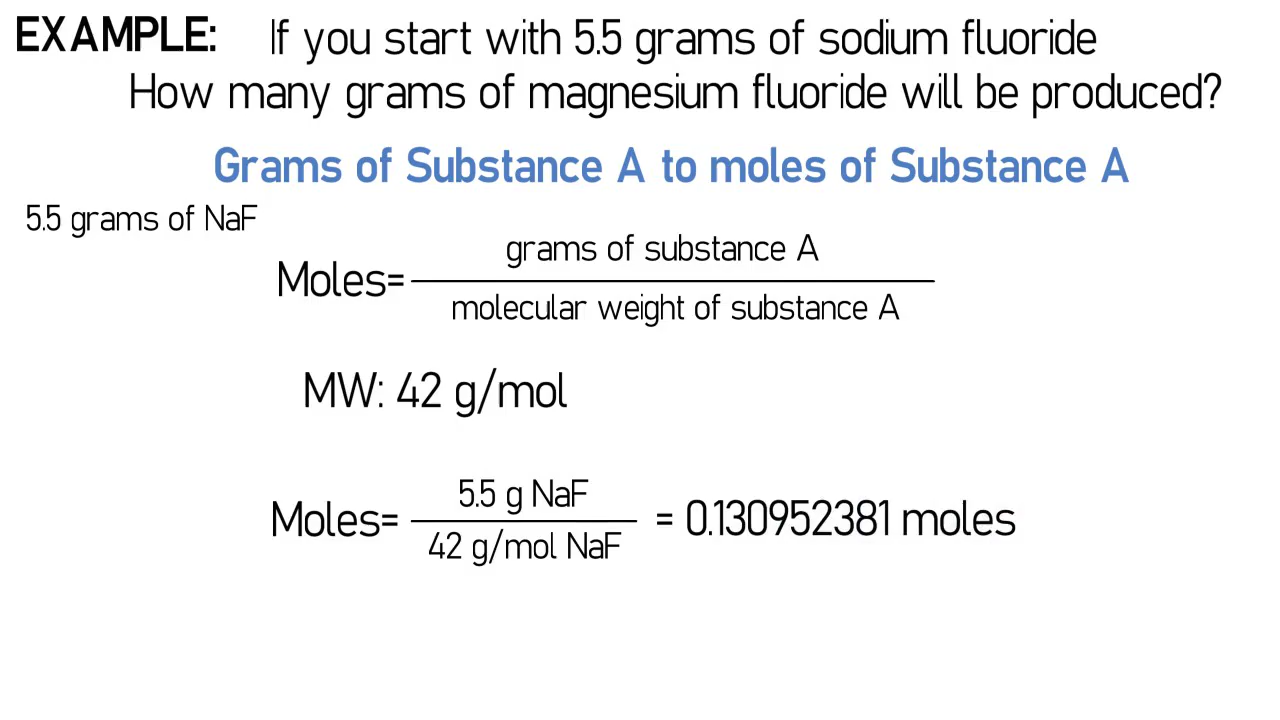 EXAMPLE: If you start with 5.5 grams of sodium fluoride
How many grams of magnesium fluoride will be produced?
Grams of Substance A to moles of Substance A
5.5 grams of NaF
grams of substance A
Moles=
molecular weight of substance A
MW: 42 g/mol
5.5 g NaF
Moles= = 0.130952381 moles
42 g/mol NaF